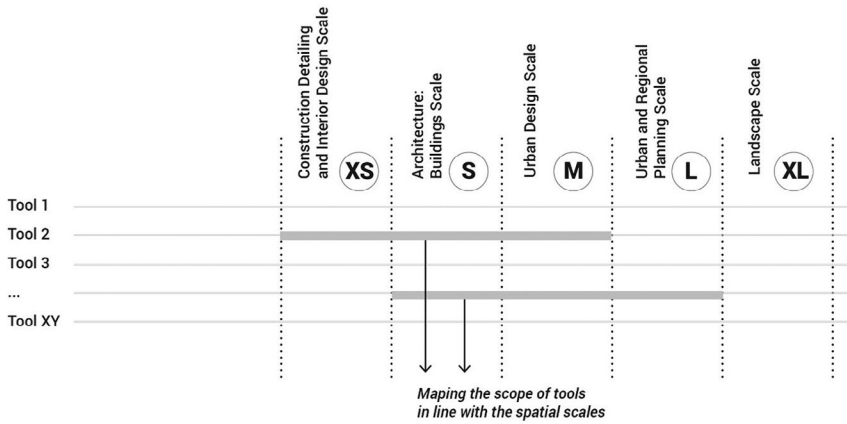 Construction Detailing
and Interior Design Scale
XS
Architecture:
Buildings Scale
S
Urban Design Scale
M
Urban and Regional
Planning Scale
L
Landscape Scale
XL
Tool 1
Tool 2
Tool 3
...
Tool XY
Maping the scope of tools
in line with the spatial scales